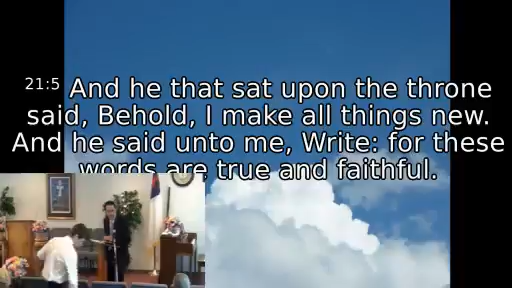 21:5 And he that sat upon the throne
said, Behold, I make all things new.
And he said unto me, Write: for these
words are true and faithful.